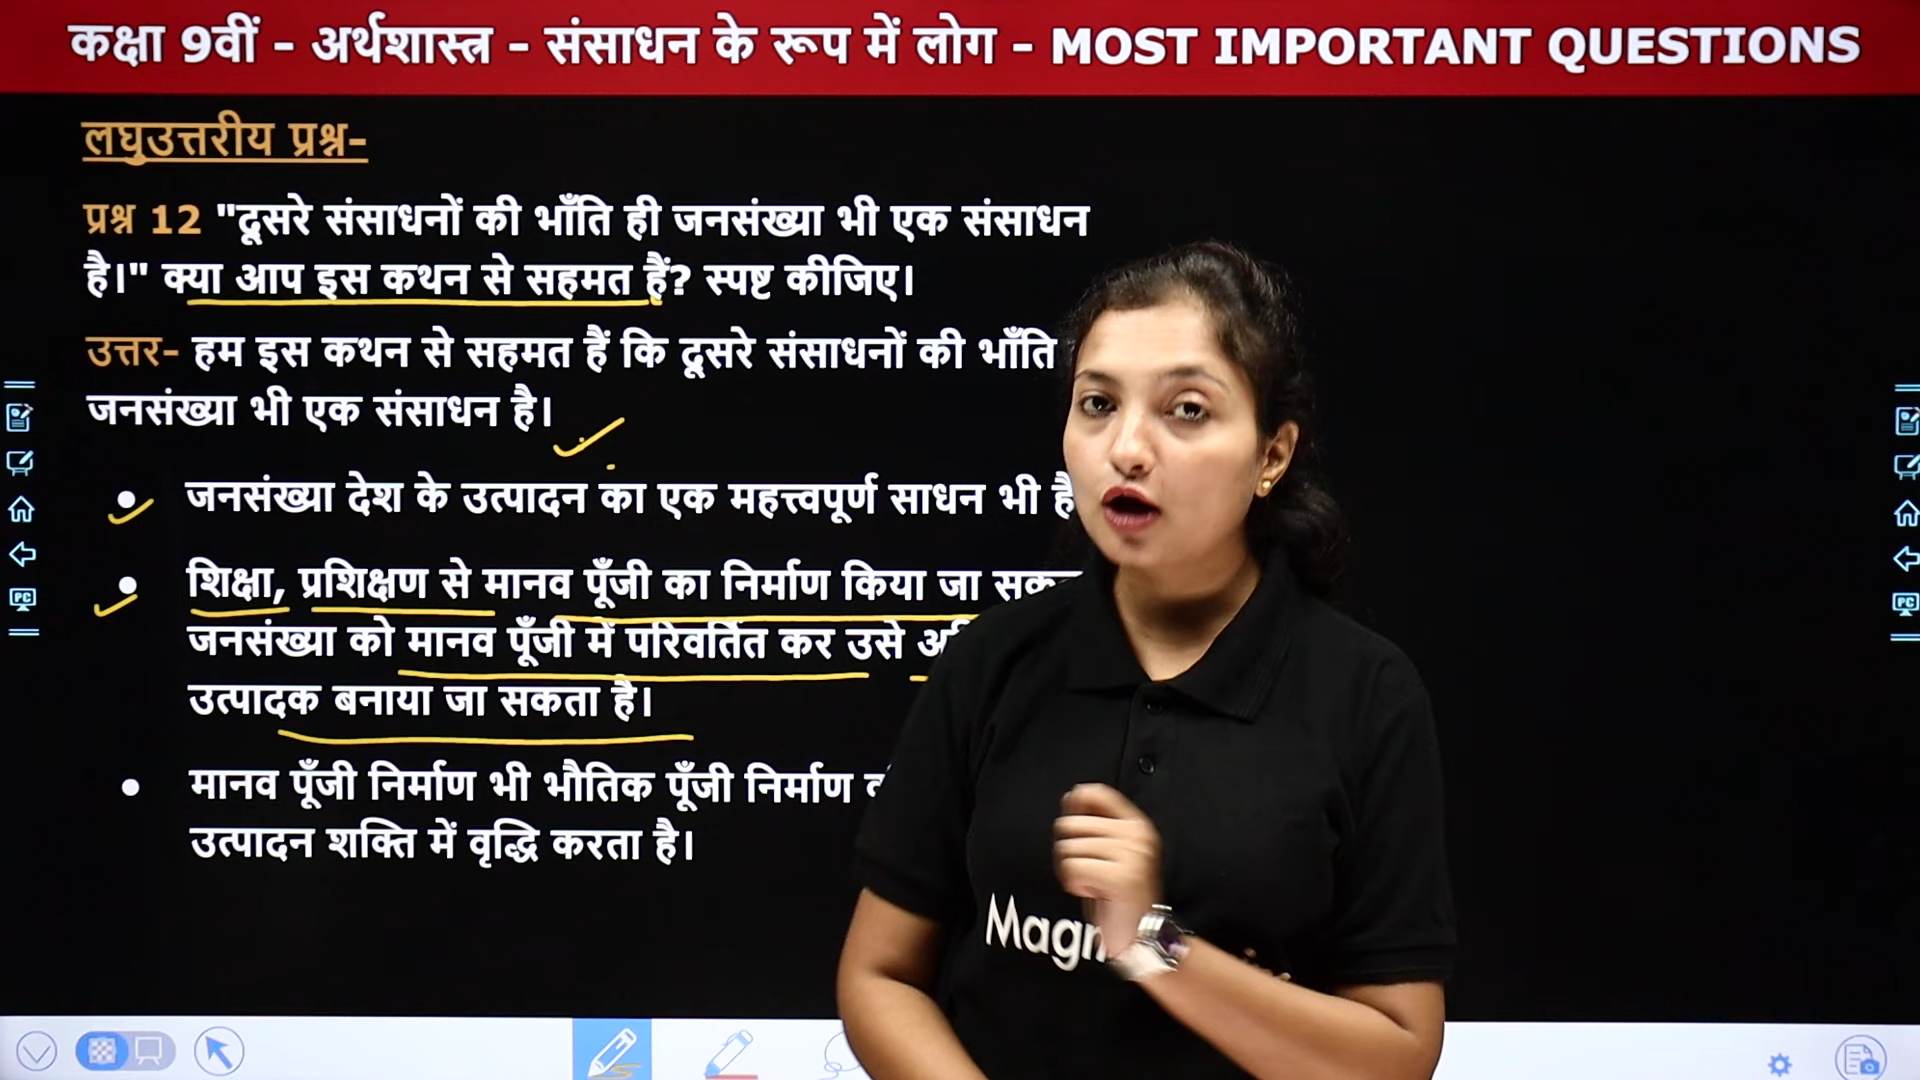 कक्षा 9वीं - अर्थशास्त्र - संसाधन के रूप में लोग - MOST IMPORTANT QUESTIONS
लघुउत्तरीय प्रश्न-
प्रश्न 12 "दूसरे संसाधनों की भाँति ही जनसंख्या भी एक संसाधन
है।" क्या आप इस कथन से सहमत हैं? स्पष्ट कीजिए।
उत्तर- हम इस कथन से सहमत हैं कि दूसरे संसाधनों की भाँति
जनसंख्या भी एक संसाधन है।
जनसंख्या देश के उत्पादन का एक महत्त्वपूर्ण साधन भी है
शिक्षा, प्रशिक्षण से मानव पूँजी का निर्माण किया जा
जनसंख्या को मानव पूँजी में परिवर्तित कर उसे
उत्पादक बनाया जा सकता है।
मानव पूँजी निर्माण भी भौतिक पूँजी निर्माण
उत्पादन शक्ति में वृद्धि करता है।
PC
PC